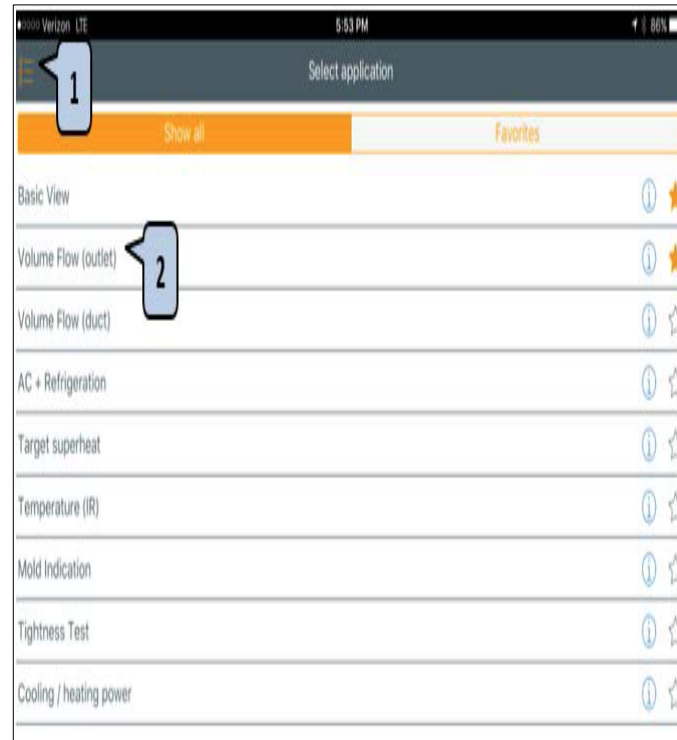 Verizon LTE 5:53 PM 86%
1
Select application
Show all Favorites
Basic View
Volume Flow (outlet)
2
Volume Flow (duct)
AC + Refrigeration
Target superheat
Temperature (IR)
Mold Indication
Tightness Test
Cooling / heating power